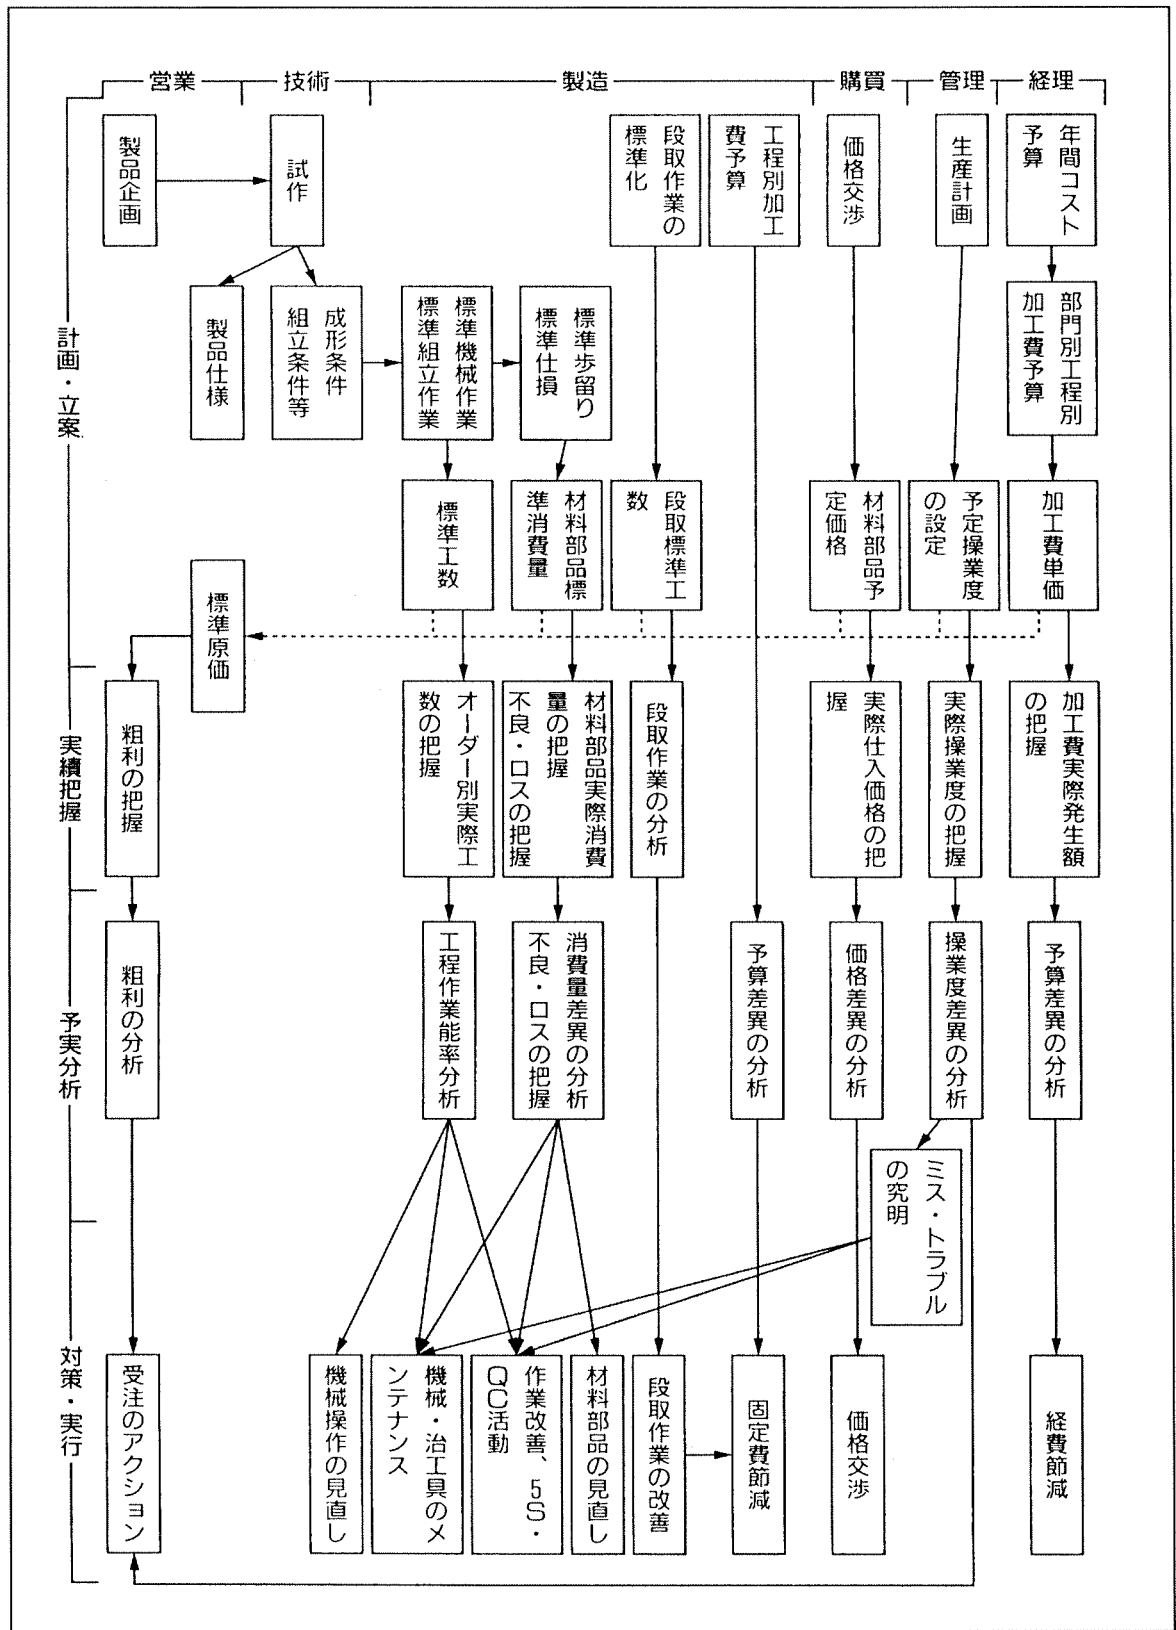 営業
技術
製造
購買
管理
経理
計画・立案
実績把握
予実分析
対策・実行
製品企画
試作
段取作業の
標準化
工程別加工
費予算
価格交渉
生産計画
年間コスト
予算
製品仕様
成形条件
組立条件等
標準機械作業
標準組立作業
標準歩留り
標準仕損
部門別工程別
加工費予算
標準工数
材料部品標
準消費量
段取標準工
数
材料部品予
定価格
予定操業度
の設定
加工費単価
標準原価
粗利の把握
オーダー別実際工
数の把握
材料部品実際消費
量の把握
不良・ロスの把握
段取作業の分析
実際仕入価格の把
握
実際操業度の把握
加工費実際発生額
の把握
粗利の分析
工程作業能率分析
消費量差異の分析
不良・ロスの把握
予算差異の分析
価格差異の分析
操業度差異の分析
予算差異の分析
ミス・トラブル
の究明
受注のアクション
機械操作の見直し
機械・治工具のメ
ンテナンス
作業改善、5S・
QC活動
材料部品の見直し
段取作業の改善
固定費節減
価格交渉
経費節減